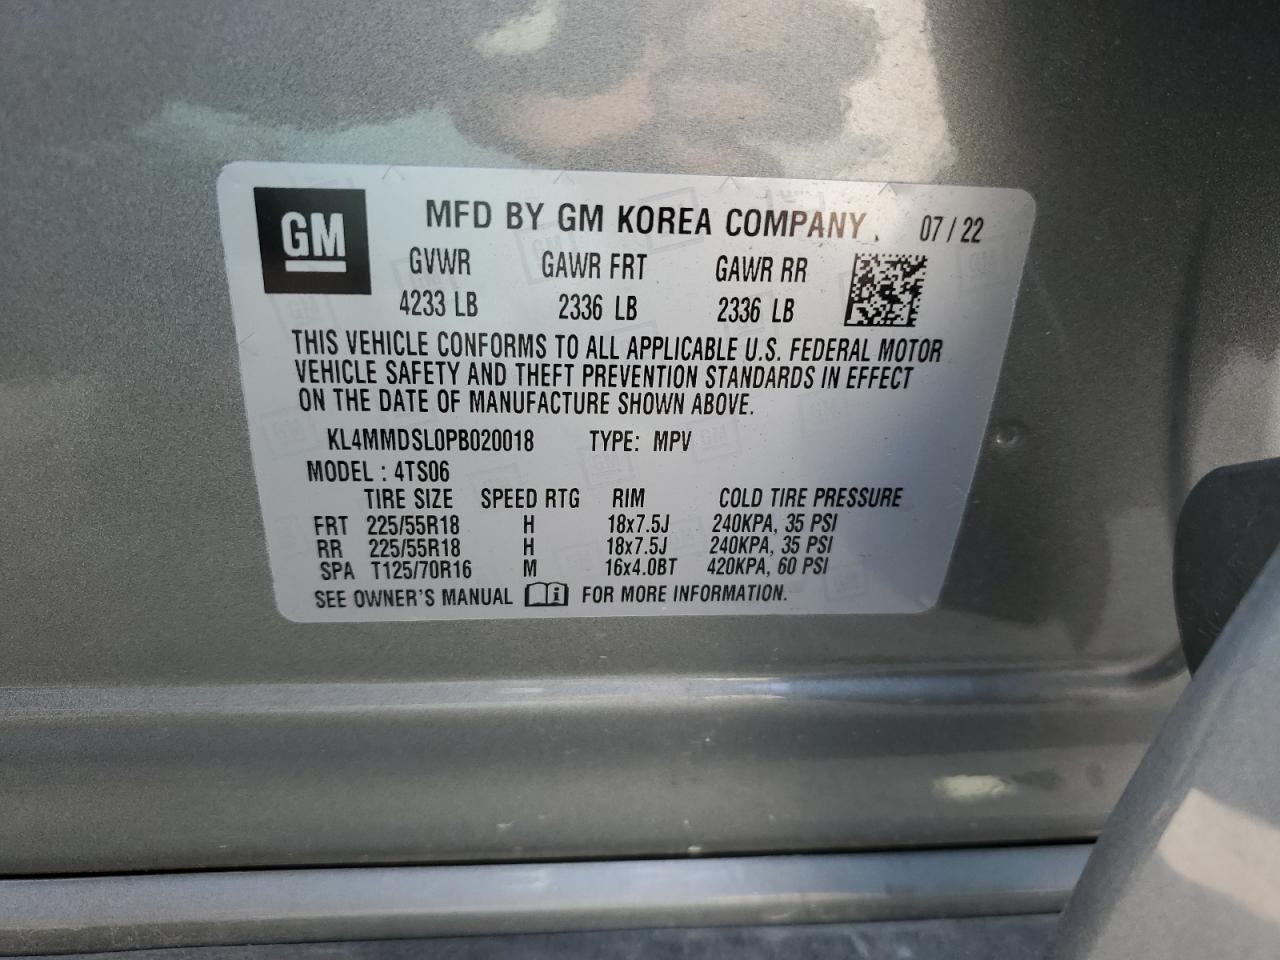 GM
MFD BY GM KOREA COMPANY 07/22
GVWR GAWR FRT GAWR RR
4233 LB 2336 LB 2336 LB
THIS VEHICLE CONFORMS TO ALL APPLICABLE U.S. FEDERAL MOTOR
VEHICLE SAFETY AND THEFT PREVENTION STANDARDS IN EFFECT
ON THE DATE OF MANUFACTURE SHOWN ABOVE.
KL4MMDSL0PB020018 TYPE: MPV
MODEL : 4TS06
TIRE SIZE SPEED RTG RIM COLD TIRE PRESSURE
FRT 225/55R18 H 18x7.5J 240KPA, 35 PSI
RR 225/55R18 H 18x7.5J 240KPA, 35 PSI
SPA T125/70R16 M 16x4.0BT 420KPA, 60 PSI
SEE OWNER'S MANUAL i FOR MORE INFORMATION.